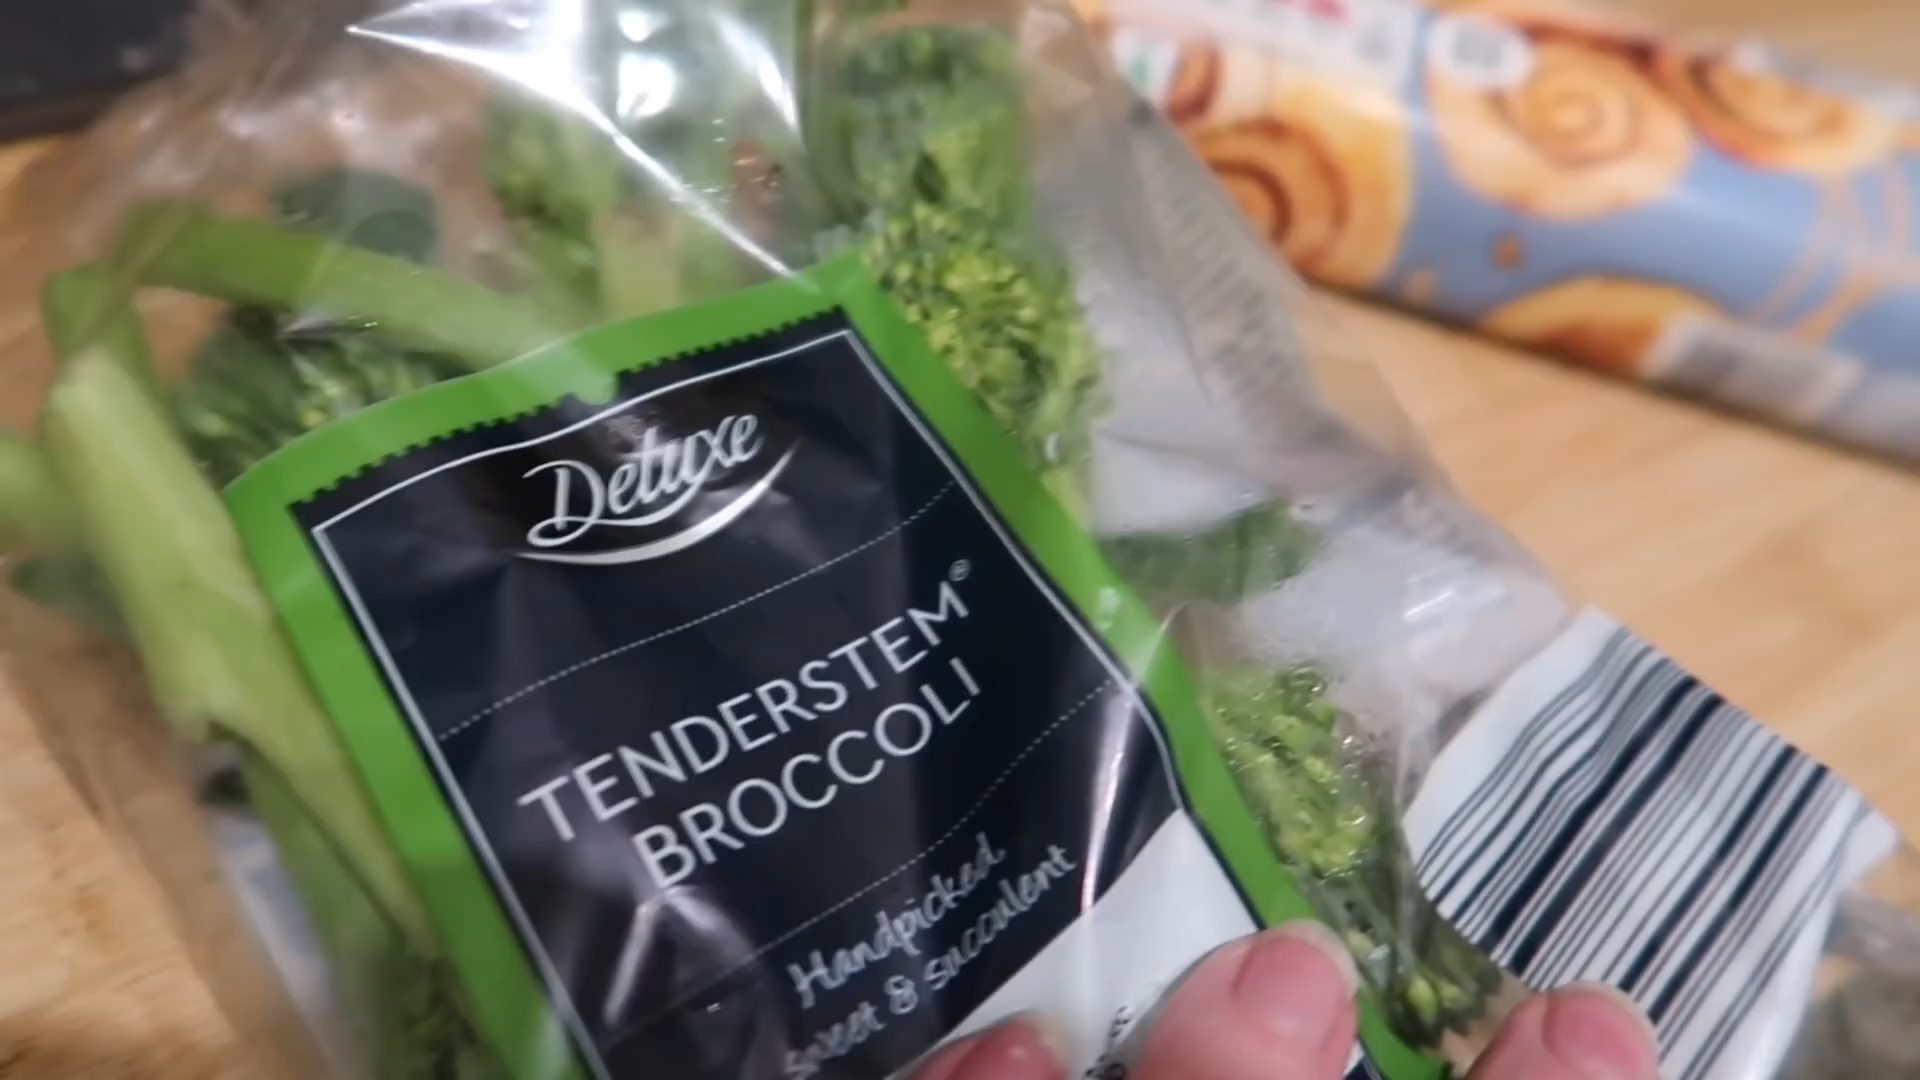 Deluxe
TENDERSTEM®
BROCCOLI
Handpicked
sweet & succulent